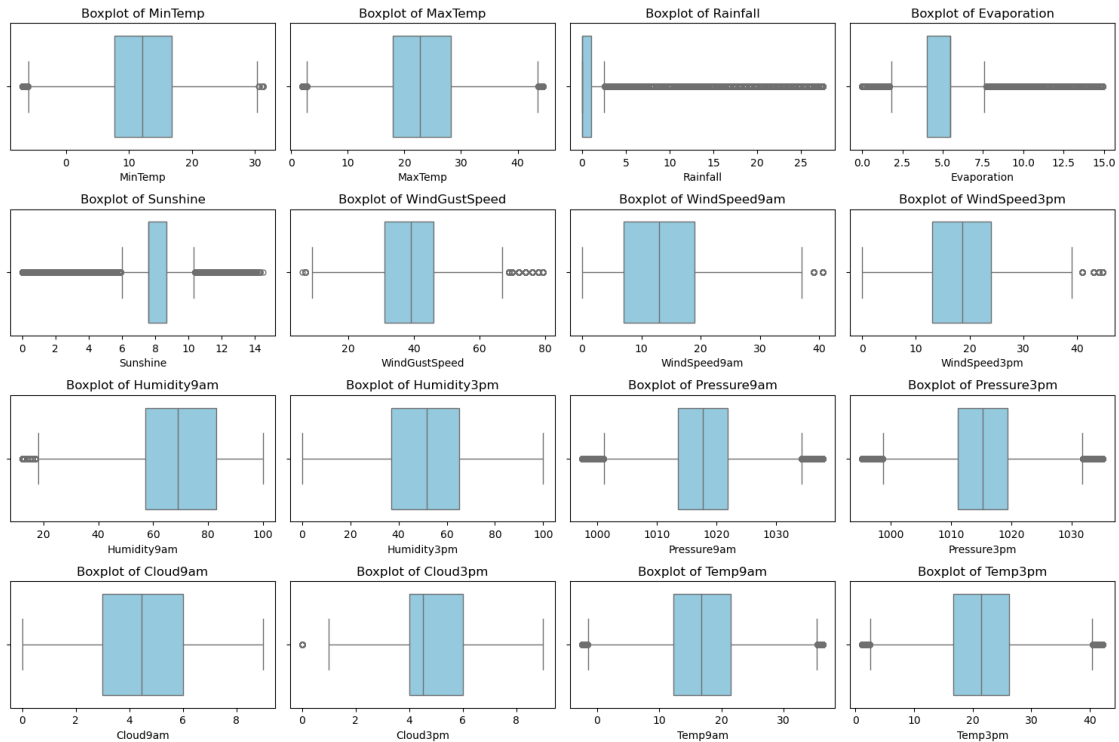 Boxplot of MinTemp
0 10 20 30
MinTemp
Boxplot of MaxTemp
0 10 20 30 40
MaxTemp
Boxplot of Rainfall
0 5 10 15 20 25
Rainfall
Boxplot of Evaporation
0.0 2.5 5.0 7.5 10.0 12.5 15.0
Evaporation
Boxplot of Sunshine
0 2 4 6 8 10 12 14
Sunshine
Boxplot of WindGustSpeed
20 40 60 80
WindGustSpeed
Boxplot of WindSpeed9am
0 10 20 30 40
WindSpeed9am
Boxplot of WindSpeed3pm
0 10 20 30 40
WindSpeed3pm
Boxplot of Humidity9am
20 40 60 80 100
Humidity9am
Boxplot of Humidity3pm
0 20 40 60 80 100
Humidity3pm
Boxplot of Pressure9am
1000 1010 1020 1030
Pressure9am
Boxplot of Pressure3pm
1000 1010 1020 1030
Pressure3pm
Boxplot of Cloud9am
0 2 4 6 8
Cloud9am
Boxplot of Cloud3pm
0 2 4 6 8
Cloud3pm
Boxplot of Temp9am
0 10 20 30
Temp9am
Boxplot of Temp3pm
0 10 20 30 40
Temp3pm